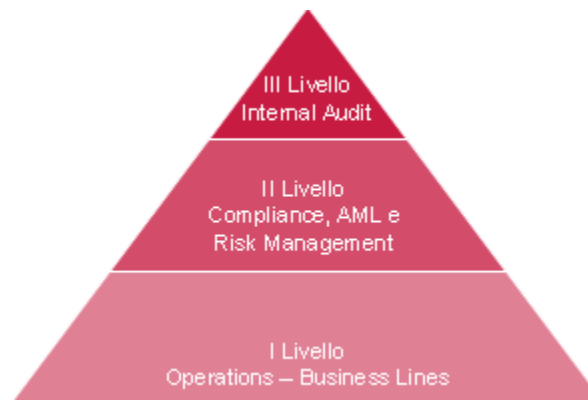 III Livello
Internal Audit
II Livello
Compliance, AML e
Risk Management
I Livello
Operations – Business Lines